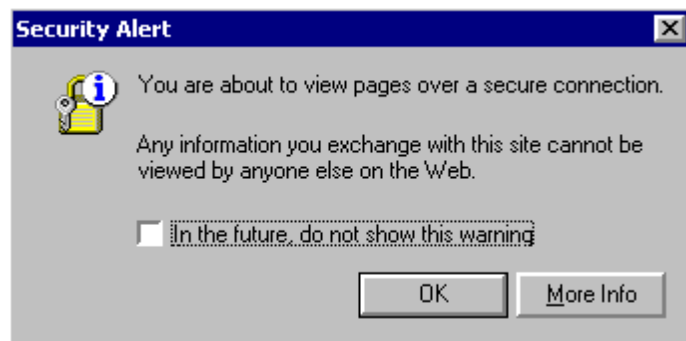 Security Alert
You are about to view pages over a secure connection.
Any information you exchange with this site cannot be
viewed by anyone else on the Web.
In the future, do not show this warning
OK
More Info